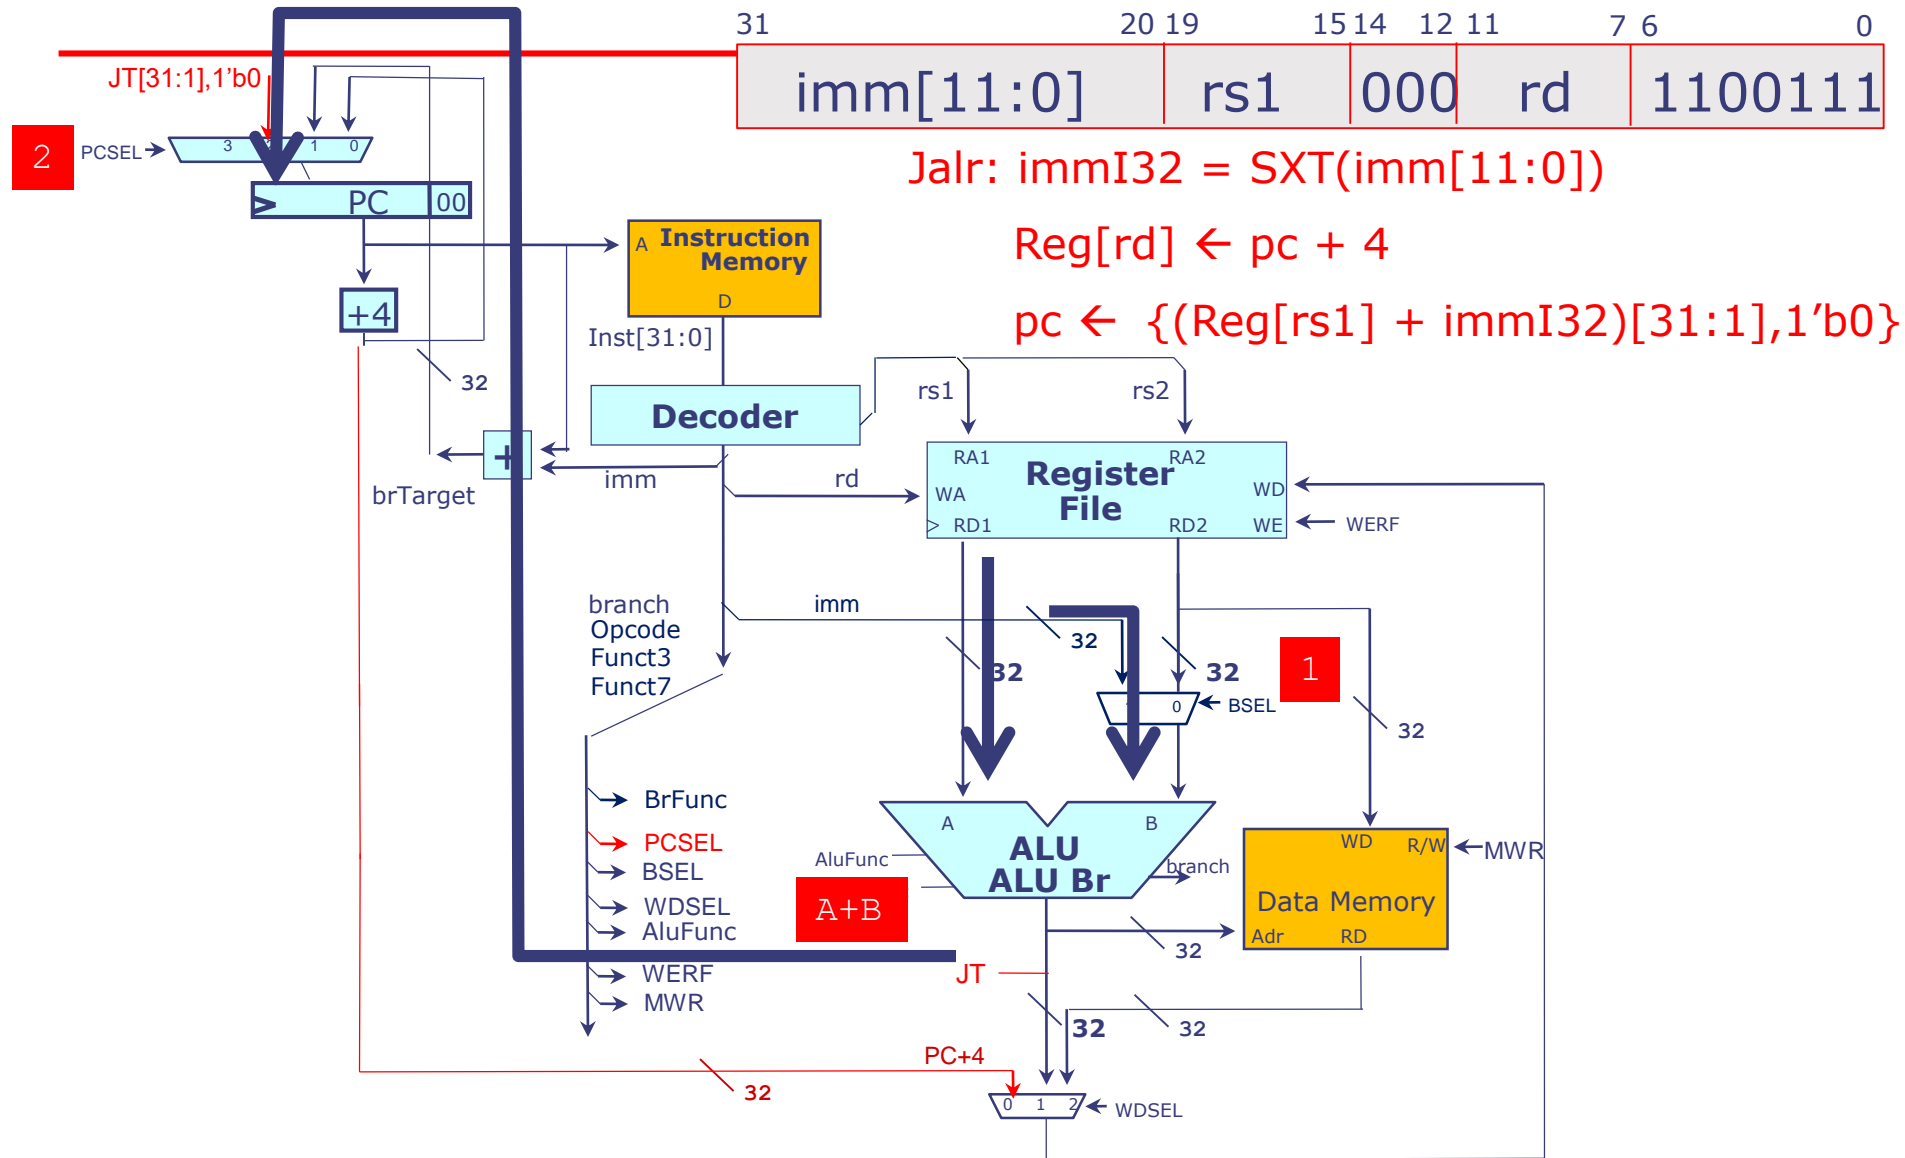 31 20 19 15 14 12 11 7 6 0
imm[11:0] rs1 000 rd 1100111
JT[31:1],1’b0
2 PCSEL 3 1 0
PC 00
Jalr: immI32 = SXT(imm[11:0])
Reg[rd] ← pc + 4
pc ← {(Reg[rs1] + immI32)[31:1],1’b0}
A Instruction
Memory
D
+4
Inst[31:0]
32
Decoder
rs1 rs2
+
brTarget
imm
rd
RA1 RA2
Register
File
WA WD
RD1 RD2 WE
WERF
branch
Opcode
Funct3
Funct7
imm
32
32
32
1
0 BSEL
32
BrFunc
PCSEL
BSEL
WDSEL
AluFunc
WERF
MWR
A B
ALU
ALU Br
AluFunc
branch
A+B
WD R/W
MWR
Data Memory
Adr RD
32
JT
32
32
PC+4
32
0 1 2 WDSEL